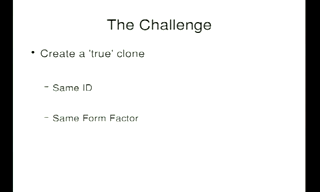 The Challenge
• Create a 'true' clone
– Same ID
– Same Form Factor